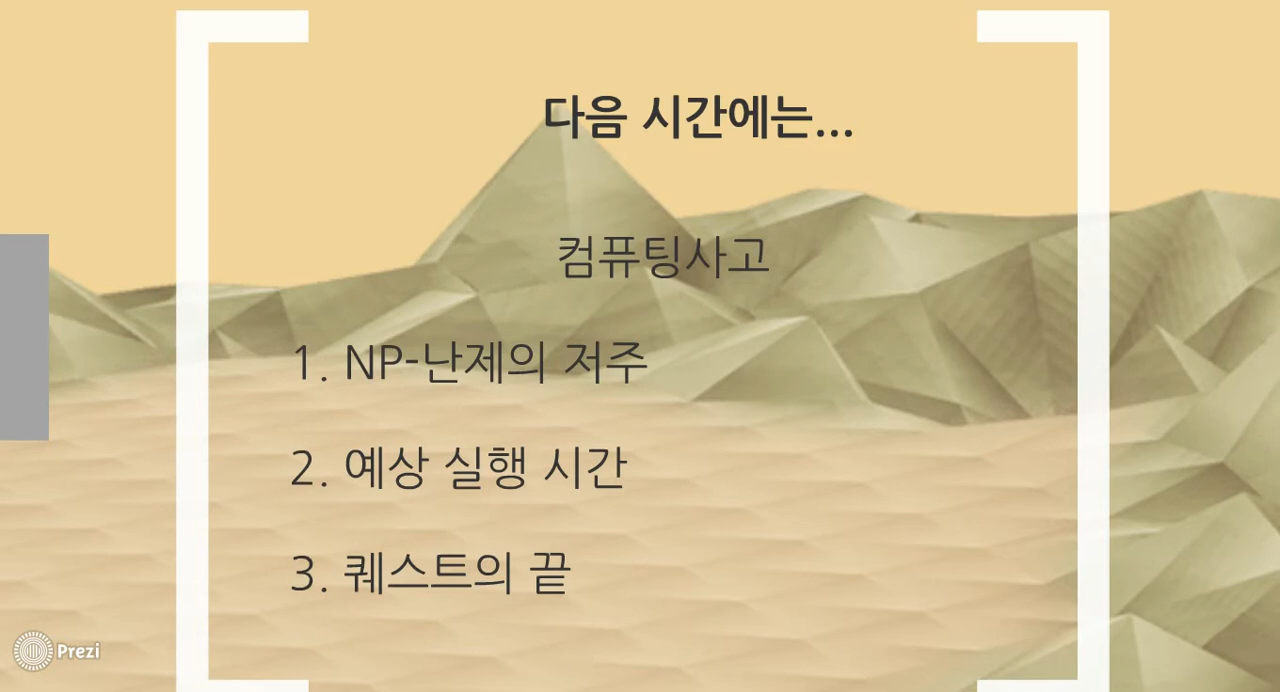 다음 시간에는...
컴퓨팅사고
1. NP-난제의 저주
2. 예상 실행 시간
3. 퀘스트의 끝
Prezi